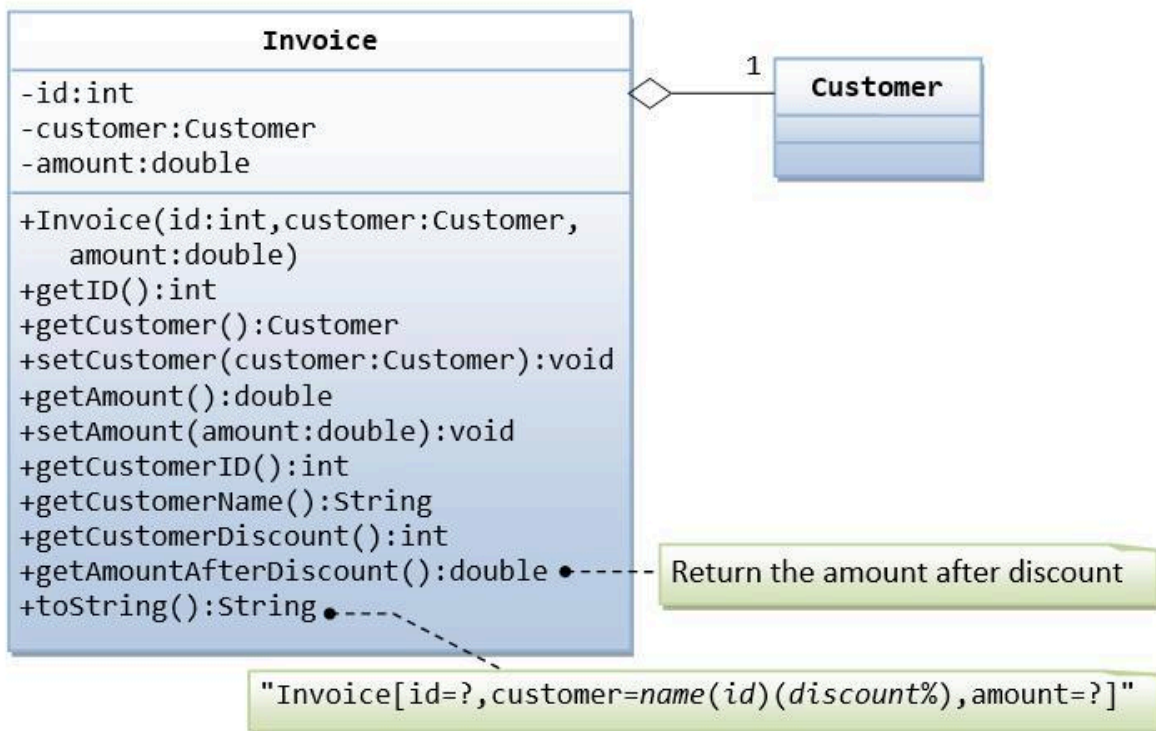 Invoice
-id:int
-customer:Customer
-amount:double
+Invoice(id:int,customer:Customer,
amount:double)
+getID():int
+getCustomer():Customer
+setCustomer(customer:Customer):void
+getAmount():double
+setAmount(amount:double):void
+getCustomerID():int
+getCustomerName():String
+getCustomerDiscount():int
+getAmountAfterDiscount():double
+toString():String
1
Customer
Return the amount after discount
"Invoice[id=?,customer=name(id)(discount%),amount=?]"